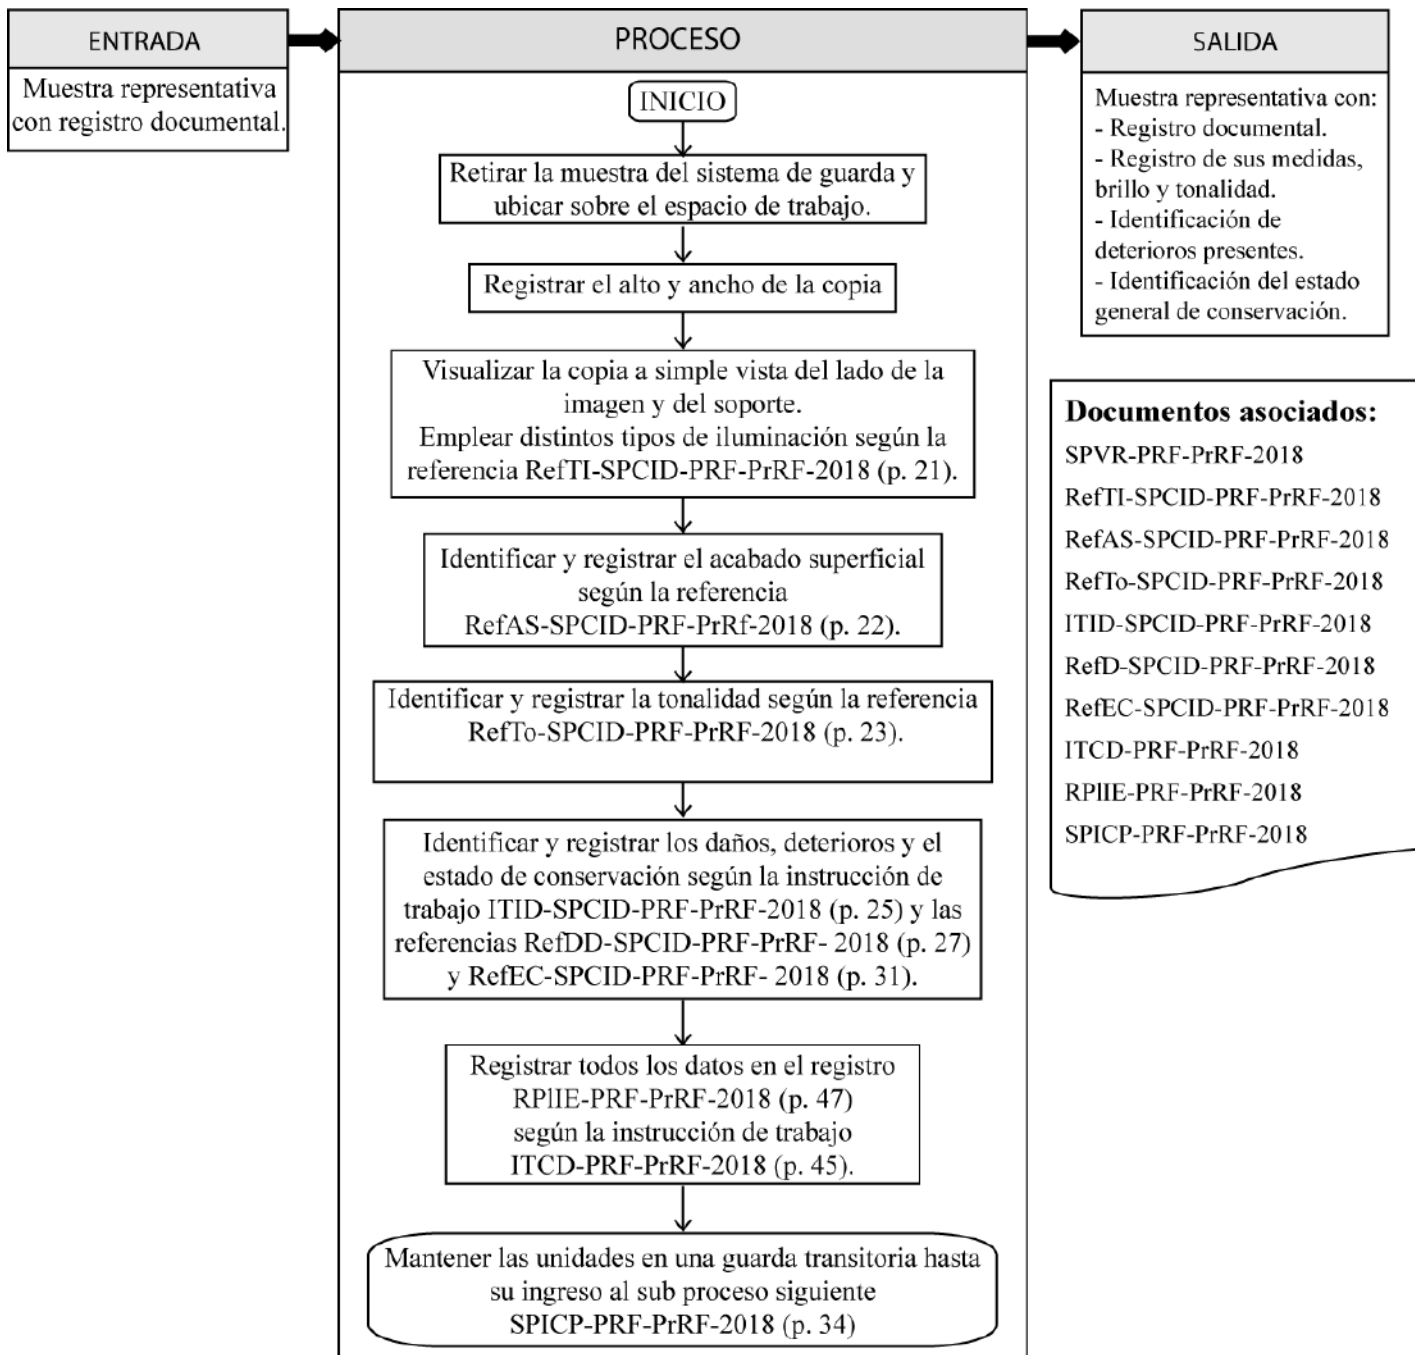 ENTRADA
Muestra representativa
con registro documental.
PROCESO
INICIO
Retirar la muestra del sistema de guarda y
ubicar sobre el espacio de trabajo.
Registrar el alto y ancho de la copia
Visualizar la copia a simple vista del lado de la
imagen y del soporte.
Emplear distintos tipos de iluminación según la
referencia RefTI-SPCID-PRF-PrRF-2018 (p. 21).
Identificar y registrar el acabado superficial
según la referencia
RefAS-SPCID-PRF-PrRf-2018 (p. 22).
Identificar y registrar la tonalidad según la referencia
RefTo-SPCID-PRF-PrRF-2018 (p. 23).
Identificar y registrar los daños, deterioros y el
estado de conservación según la instrucción de
trabajo ITID-SPCID-PRF-PrRF-2018 (p. 25) y las
referencias RefDD-SPCID-PRF-PrRF- 2018 (p. 27)
y RefEC-SPCID-PRF-PrRF- 2018 (p. 31).
Registrar todos los datos en el registro
RPlIE-PRF-PrRF-2018 (p. 47)
según la instrucción de trabajo
ITCD-PRF-PrRF-2018 (p. 45).
Mantener las unidades en una guarda transitoria hasta
su ingreso al sub proceso siguiente
SPICP-PRF-PrRF-2018 (p. 34)
SALIDA
Muestra representativa con:
- Registro documental.
- Registro de sus medidas,
brillo y tonalidad.
- Identificación de
deterioros presentes.
- Identificación del estado
general de conservación.
Documentos asociados:
SPVR-PRF-PrRF-2018
RefTI-SPCID-PRF-PrRF-2018
RefAS-SPCID-PRF-PrRF-2018
RefTo-SPCID-PRF-PrRF-2018
ITID-SPCID-PRF-PrRF-2018
RefD-SPCID-PRF-PrRF-2018
RefEC-SPCID-PRF-PrRF-2018
ITCD-PRF-PrRF-2018
RPlIE-PRF-PrRF-2018
SPICP-PRF-PrRF-2018